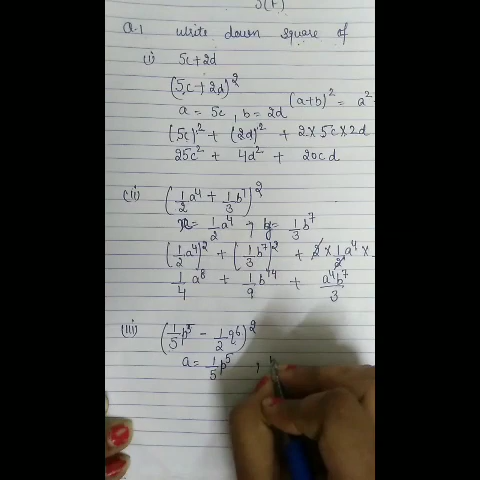 Q.1 Write down square of
(i) 5c+2d
(5c+2d)²
a = 5c, b = 2d (a+b)² = a²
(5c)² + (2d)² + 2×5c×2d
25c² + 4d² + 20cd
(ii) (1/2 a⁴ + 1/3 b⁷)²
x = 1/2 a⁴, y = 1/3 b⁷
(1/2 a⁴)² + (1/3 b⁷)² + 2×1/2 a⁴×
1/4 a⁸ + 1/9 b¹⁴ + a⁴b⁷/3
(iii) (1/5 p⁵ − 1/2 q⁶)²
a = 1/5 p⁵,